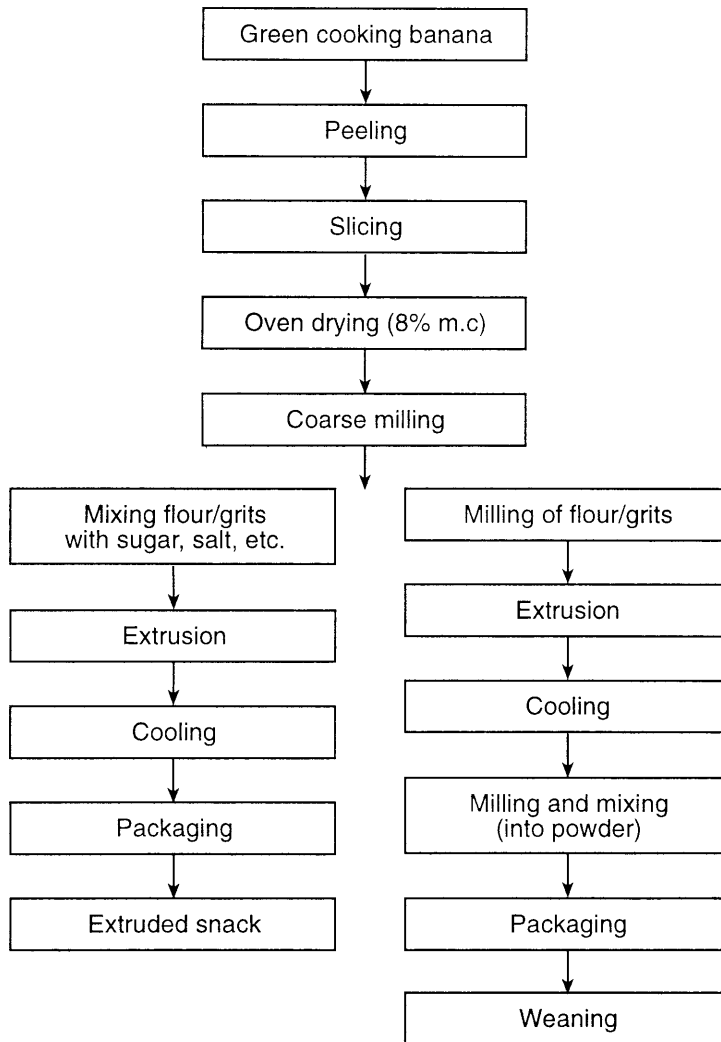 Green cooking banana
Peeling
Slicing
Oven drying (8% m.c)
Coarse milling
Mixing flour/grits
with sugar, salt, etc.
Extrusion
Cooling
Packaging
Extruded snack
Milling of flour/grits
Extrusion
Cooling
Milling and mixing
(into powder)
Packaging
Weaning